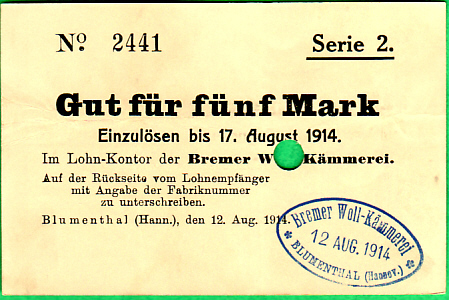 No. 2441 Serie 2.
Gut für fünf Mark
Einzulösen bis 17. August 1914.
Im Lohn-Kontor der Bremer W Kämmerei.
Auf der Rückseite vom Lohnempfänger
mit Angabe der Fabriknummer
zu unterschreiben.
Blumenthal (Hann.), den 12. Aug. 1914.
Bremer Woll-Kämmerei
12 AUG. 1914
* BLUMENTHAL (Hannov.) *